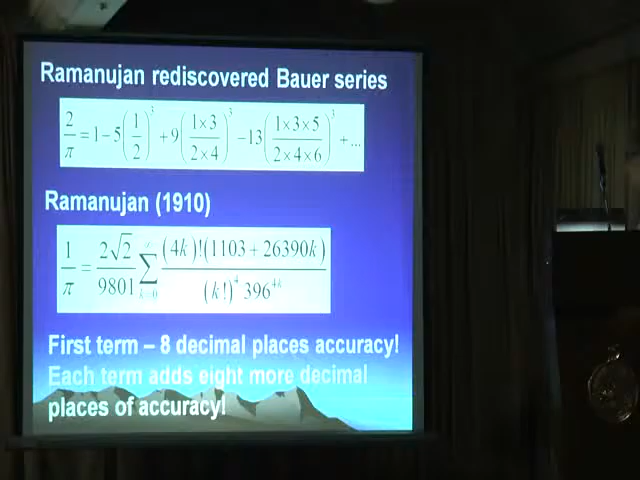 Ramanujan rediscovered Bauer series
2/π = 1 − 5(1/2)³ + 9((1×3)/(2×4))³ − 13((1×3×5)/(2×4×6))³ + ...
Ramanujan (1910)
1/π = (2√2)/9801 ∑ k=0 ((4k)!(1103 + 26390k))/((k!)⁴ 396⁴ᵏ)
First term – 8 decimal places accuracy!
Each term adds eight more decimal
places of accuracy!